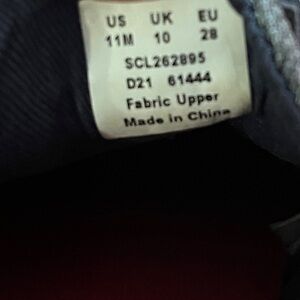 US UK EU
11M 10 28
SCL262895
D21 61444
Fabric Upper
Made in China